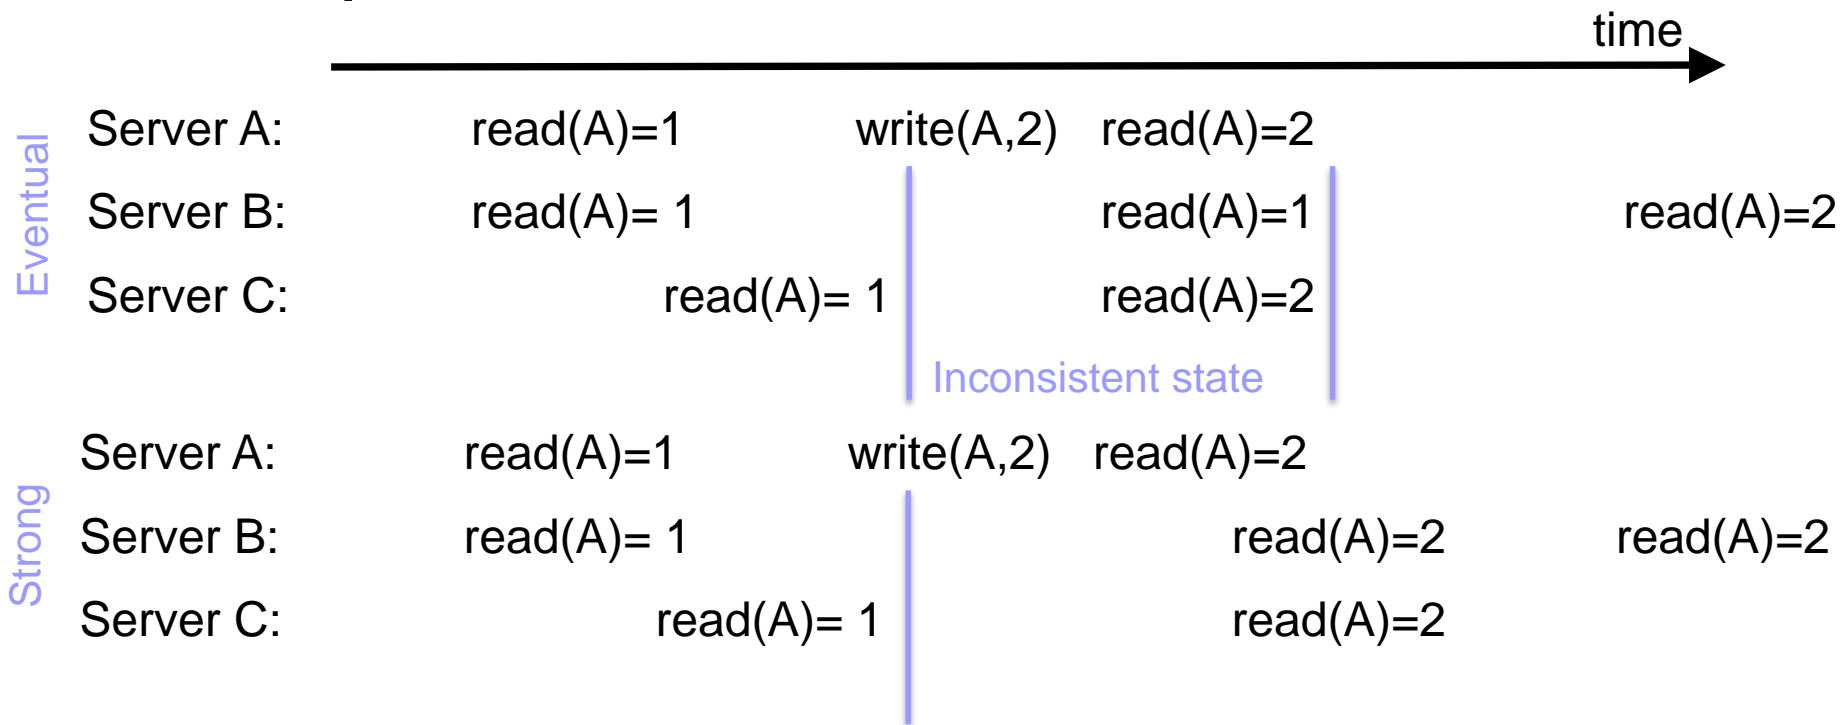 time
Eventual
Server A: read(A)=1 write(A,2) read(A)=2
Server B: read(A)= 1 read(A)=1 read(A)=2
Server C: read(A)= 1 read(A)=2
Inconsistent state
Strong
Server A: read(A)=1 write(A,2) read(A)=2
Server B: read(A)= 1 read(A)=2 read(A)=2
Server C: read(A)= 1 read(A)=2